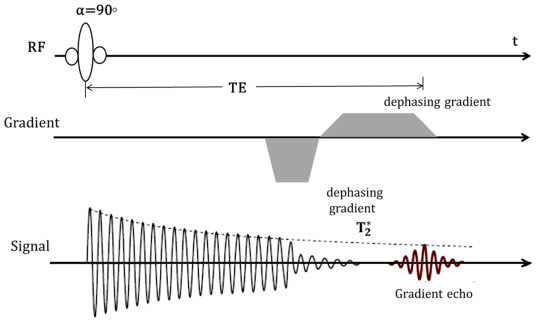 α=90°
RF
t
TE
dephasing gradient
Gradient
dephasing
gradient
T₂*
Signal
Gradient echo